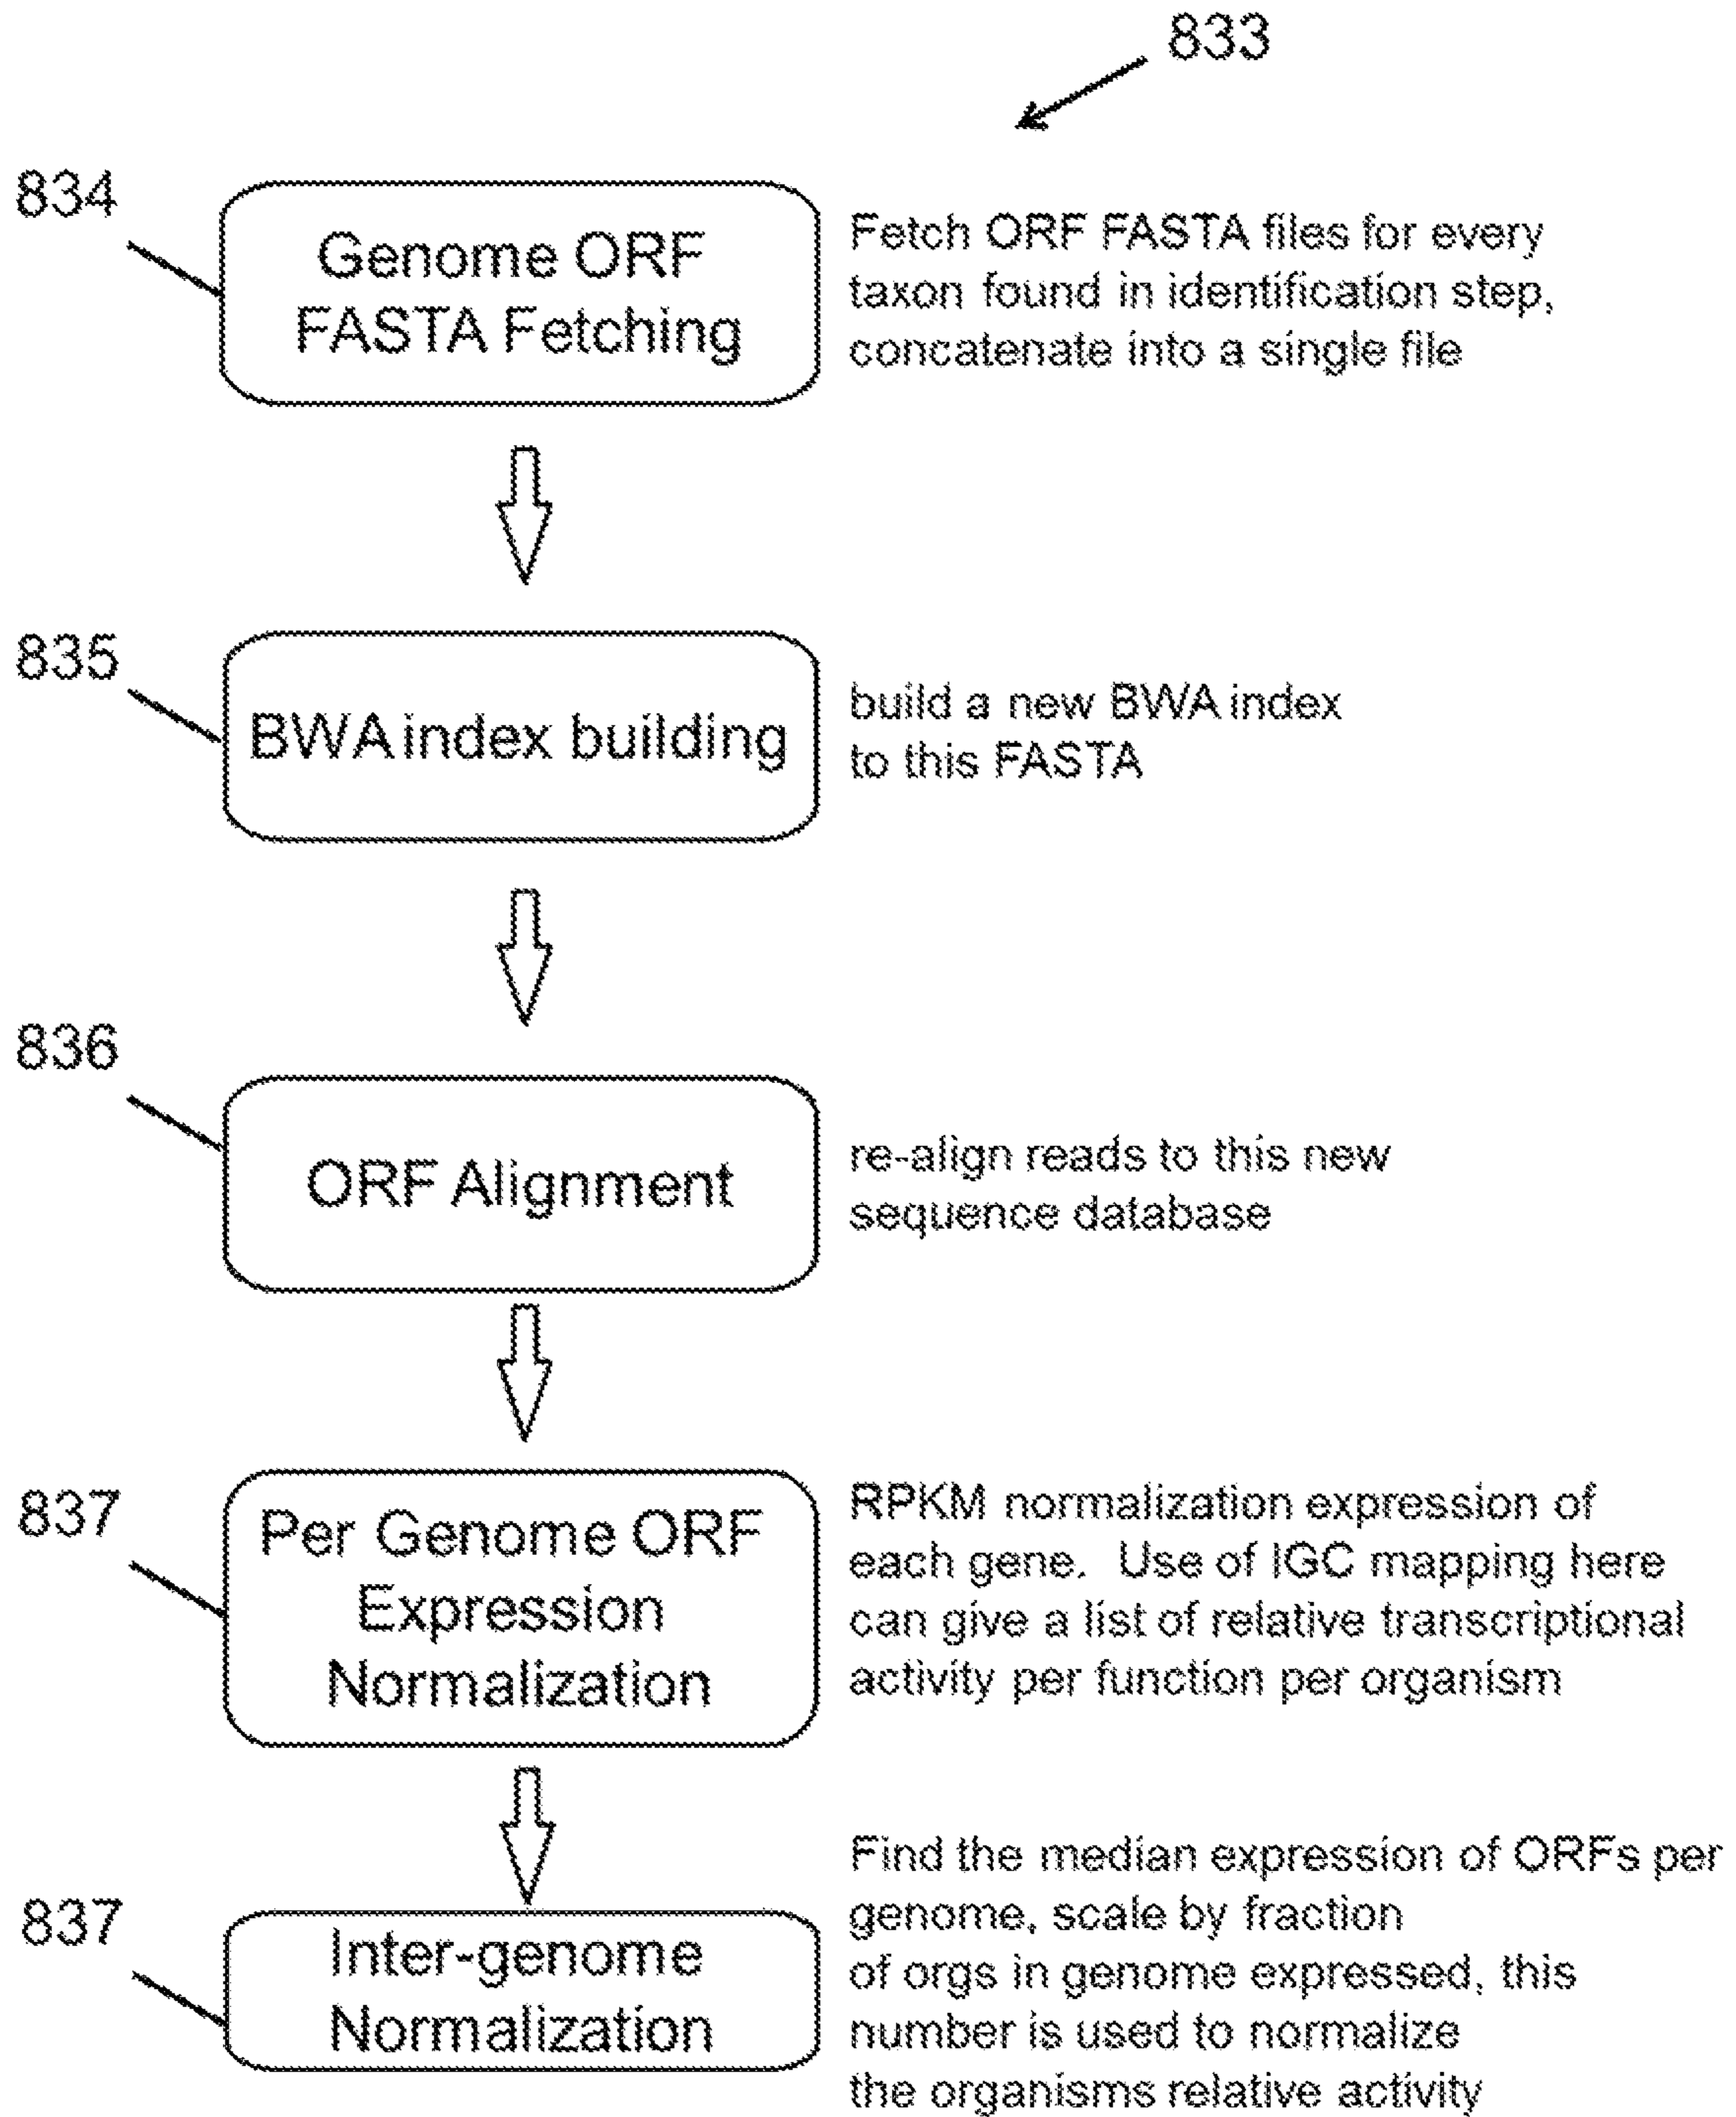 833
834
Genome ORF
FASTA Fetching
Fetch ORF FASTA files for every
taxon found in identification step,
concatenate into a single file
835
BWA index building
build a new BWA index
to this FASTA
836
ORF Alignment
re-align reads to this new
sequence database
837
Per Genome ORF
Expression
Normalization
RPKM normalization expression of
each gene.  Use of IGC mapping here
can give a list of relative transcriptional
activity per function per organism
837
Inter-genome
Normalization
Find the median expression of ORFs per
genome, scale by fraction
of orgs in genome expressed, this
number is used to normalize
the organisms relative activity